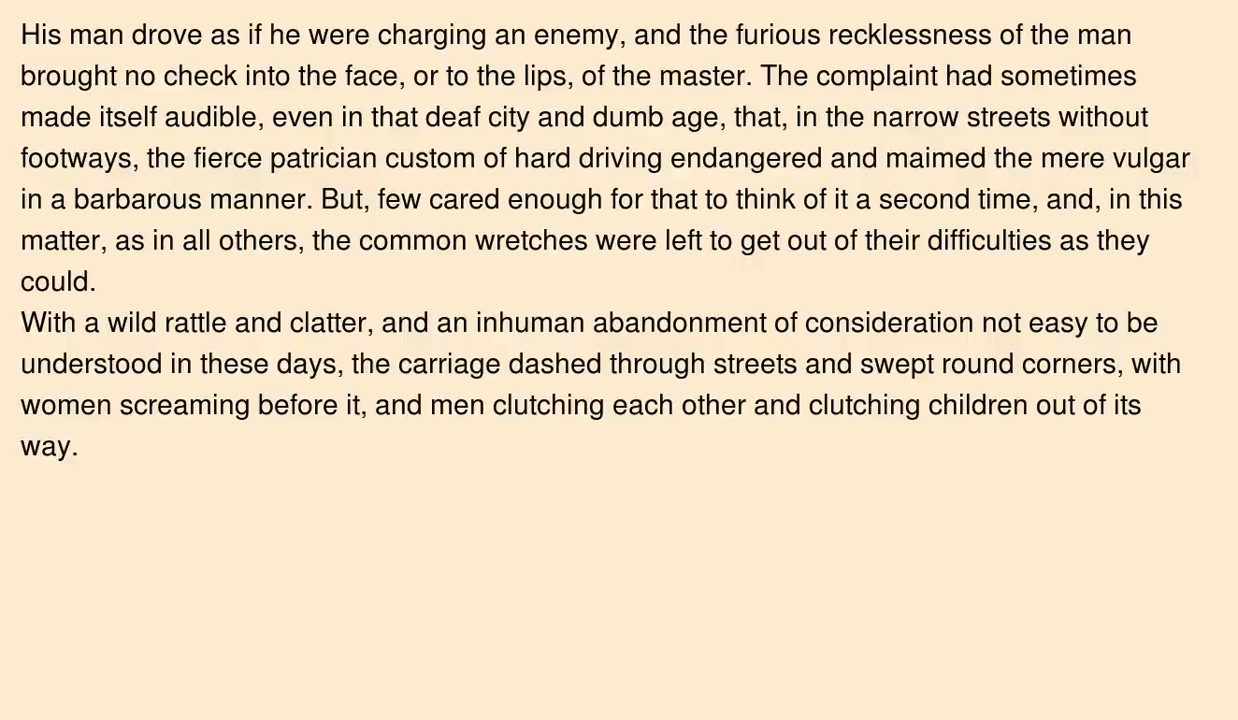 His man drove as if he were charging an enemy, and the furious recklessness of the man
brought no check into the face, or to the lips, of the master. The complaint had sometimes
made itself audible, even in that deaf city and dumb age, that, in the narrow streets without
footways, the fierce patrician custom of hard driving endangered and maimed the mere vulgar
in a barbarous manner. But, few cared enough for that to think of it a second time, and, in this
matter, as in all others, the common wretches were left to get out of their difficulties as they
could.
With a wild rattle and clatter, and an inhuman abandonment of consideration not easy to be
understood in these days, the carriage dashed through streets and swept round corners, with
women screaming before it, and men clutching each other and clutching children out of its
way.